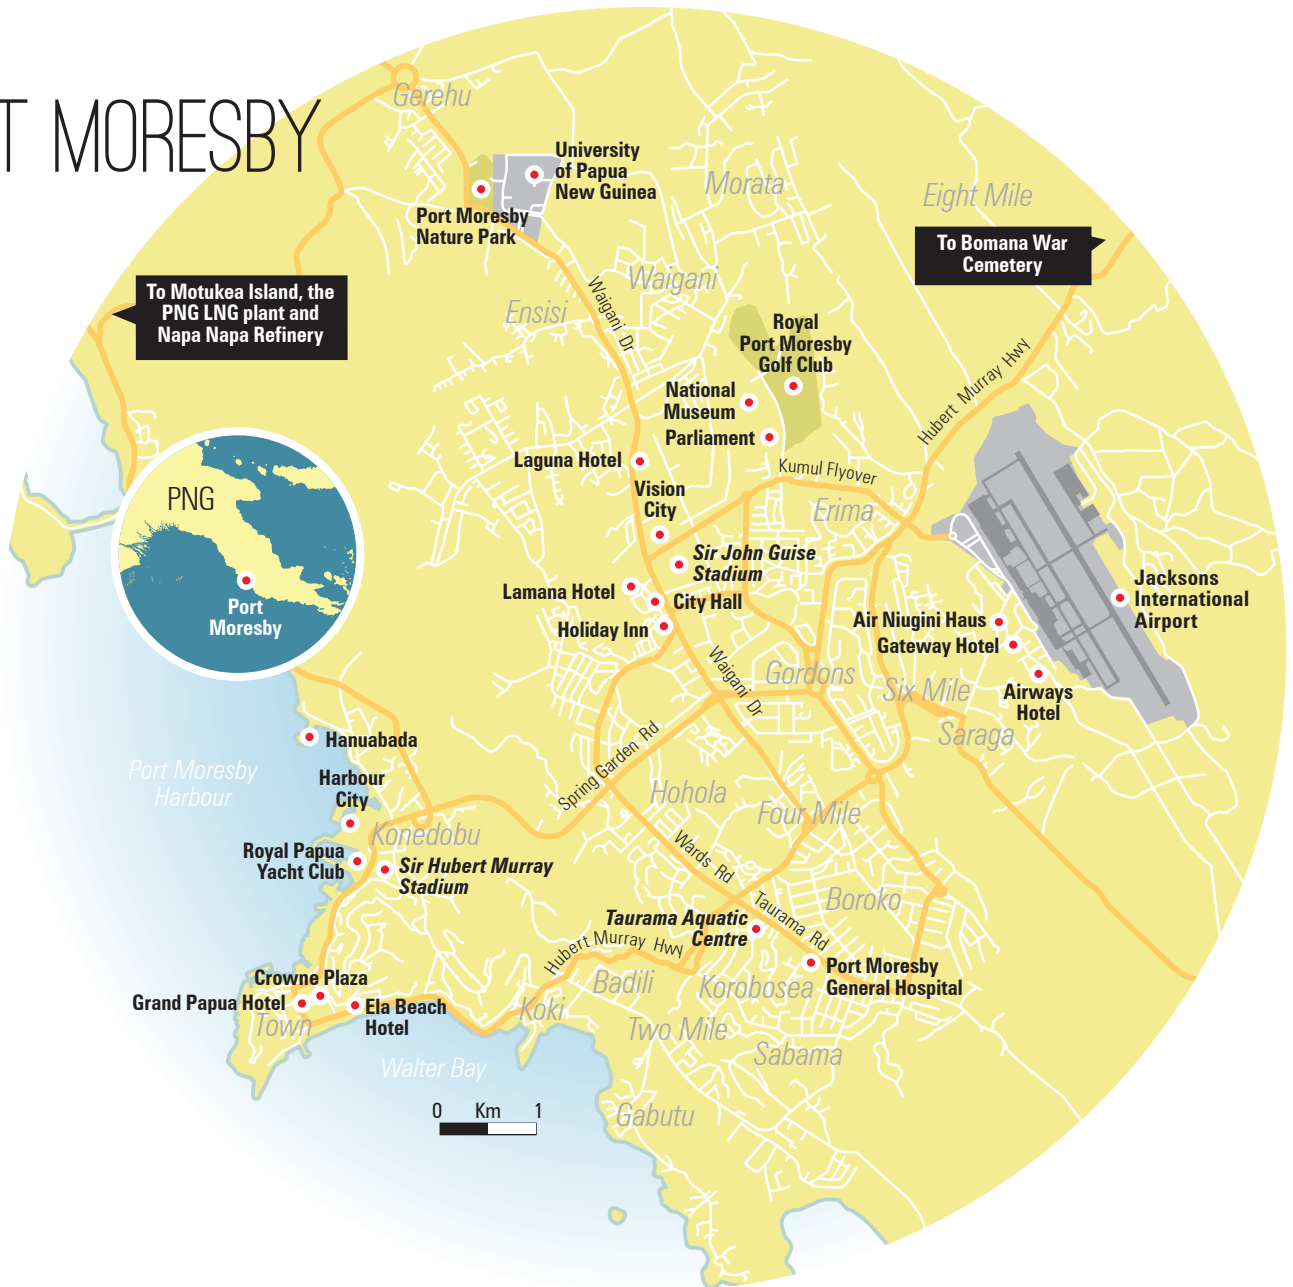 T MORESBY
Gerehu
University
of Papua
New Guinea
Port Moresby
Nature Park
Morata
Eight Mile
To Bomana War
Cemetery
To Motukea Island, the
PNG LNG plant and
Napa Napa Refinery
Waigani
Ensisi
Waigani Dr
Royal
Port Moresby
Golf Club
National
Museum
Parliament
Hubert Murray Hwy
Laguna Hotel
Kumul Flyover
Vision
City
Erima
PNG
Port
Moresby
Sir John Guise
Stadium
Lamana Hotel
City Hall
Holiday Inn
Jacksons
International
Airport
Air Niugini Haus
Gateway Hotel
Airways
Hotel
Waigani Dr
Gordons
Six Mile
Saraga
Hanuabada
Port Moresby
Harbour
Harbour
City
Spring Garden Rd
Hohola
Four Mile
Konedobu
Royal Papua
Yacht Club
Sir Hubert Murray
Stadium
Wards Rd
Boroko
Taurama Aquatic
Centre
Taurama Rd
Hubert Murray Hwy
Port Moresby
General Hospital
Badili
Korobosea
Crowne Plaza
Grand Papua Hotel
Ela Beach
Hotel
Town
Koki
Two Mile
Sabama
Walter Bay
0 Km 1
Gabutu